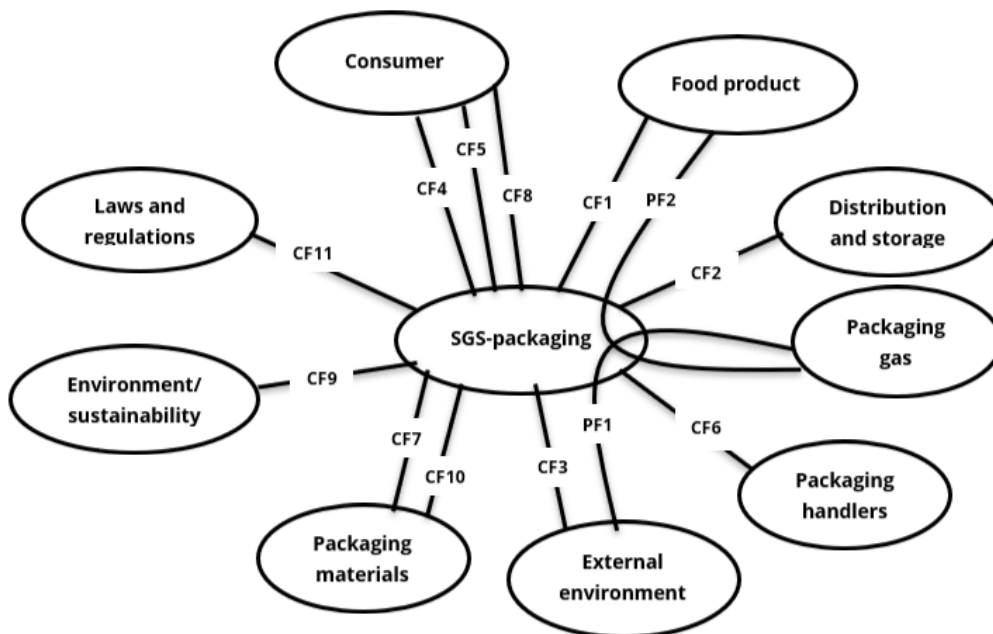 Consumer
Food product
CF5
CF4
CF8
CF1
PF2
Laws and
regulations
Distribution
and storage
CF11
CF2
SGS-packaging
Packaging
gas
Environment/
sustainability
CF9
CF7
CF10
CF3
PF1
CF6
Packaging
handlers
Packaging
materials
External
environment